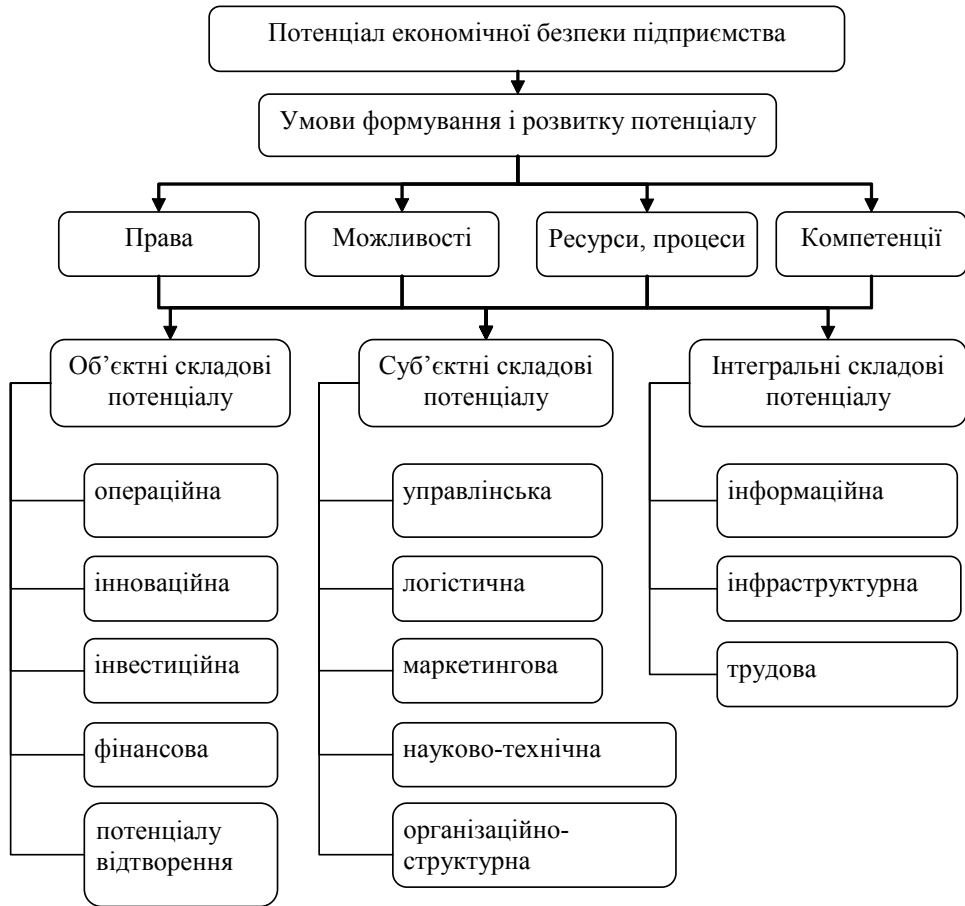 Потенціал економічної безпеки підприємства
Умови формування і розвитку потенціалу
Права
Можливості
Ресурси, процеси
Компетенції
Об’єктні складові
потенціалу
операційна
інноваційна
інвестиційна
фінансова
потенціалу
відтворення
Суб’єктні складові
потенціалу
управлінська
логістична
маркетингова
науково-технічна
організаційно-
структурна
Інтегральні складові
потенціалу
інформаційна
інфраструктурна
трудова